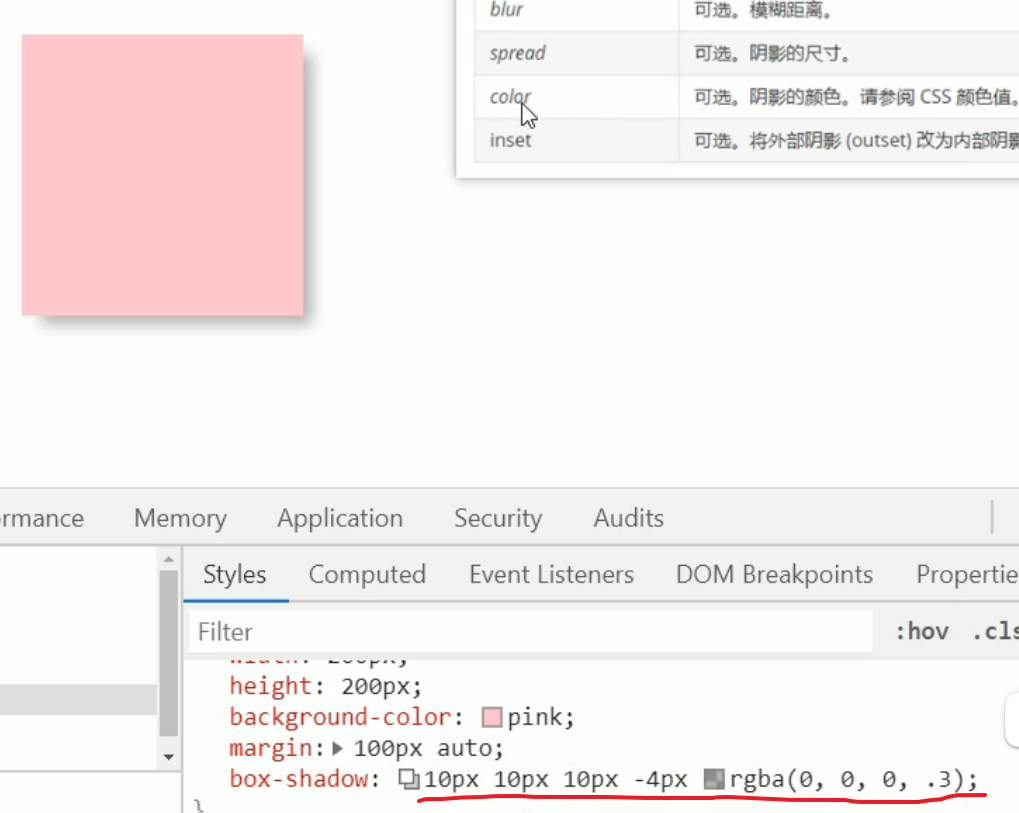 blur 可选。模糊距离。
spread 可选。阴影的尺寸。
color 可选。阴影的颜色。请参阅 CSS 颜色值。
inset 可选。将外部阴影 (outset) 改为内部阴影
ormance Memory Application Security Audits
Styles Computed Event Listeners DOM Breakpoints Propertie
Filter :hov .cls
width: 200px;
height: 200px;
background-color: pink;
margin: 100px auto;
box-shadow: 10px 10px 10px -4px rgba(0, 0, 0, .3);
}